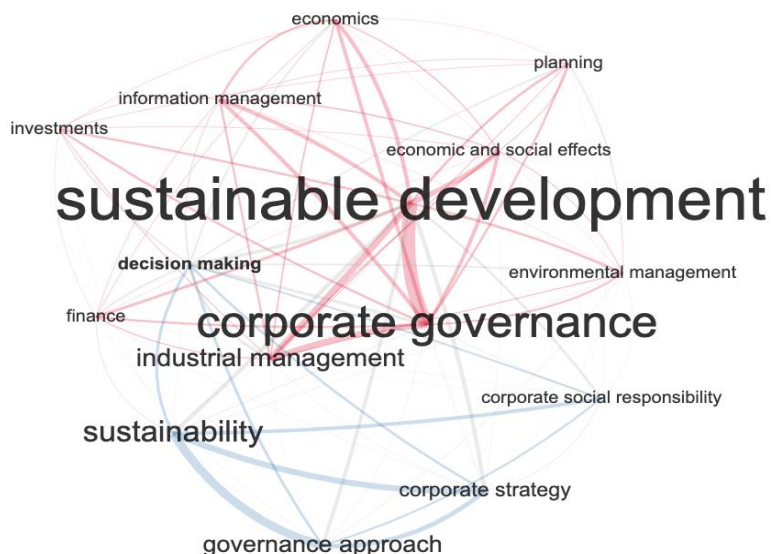 economics
planning
information management
investments
economic and social effects
sustainable development
decision making
environmental management
finance
corporate governance
industrial management
corporate social responsibility
sustainability
corporate strategy
governance approach